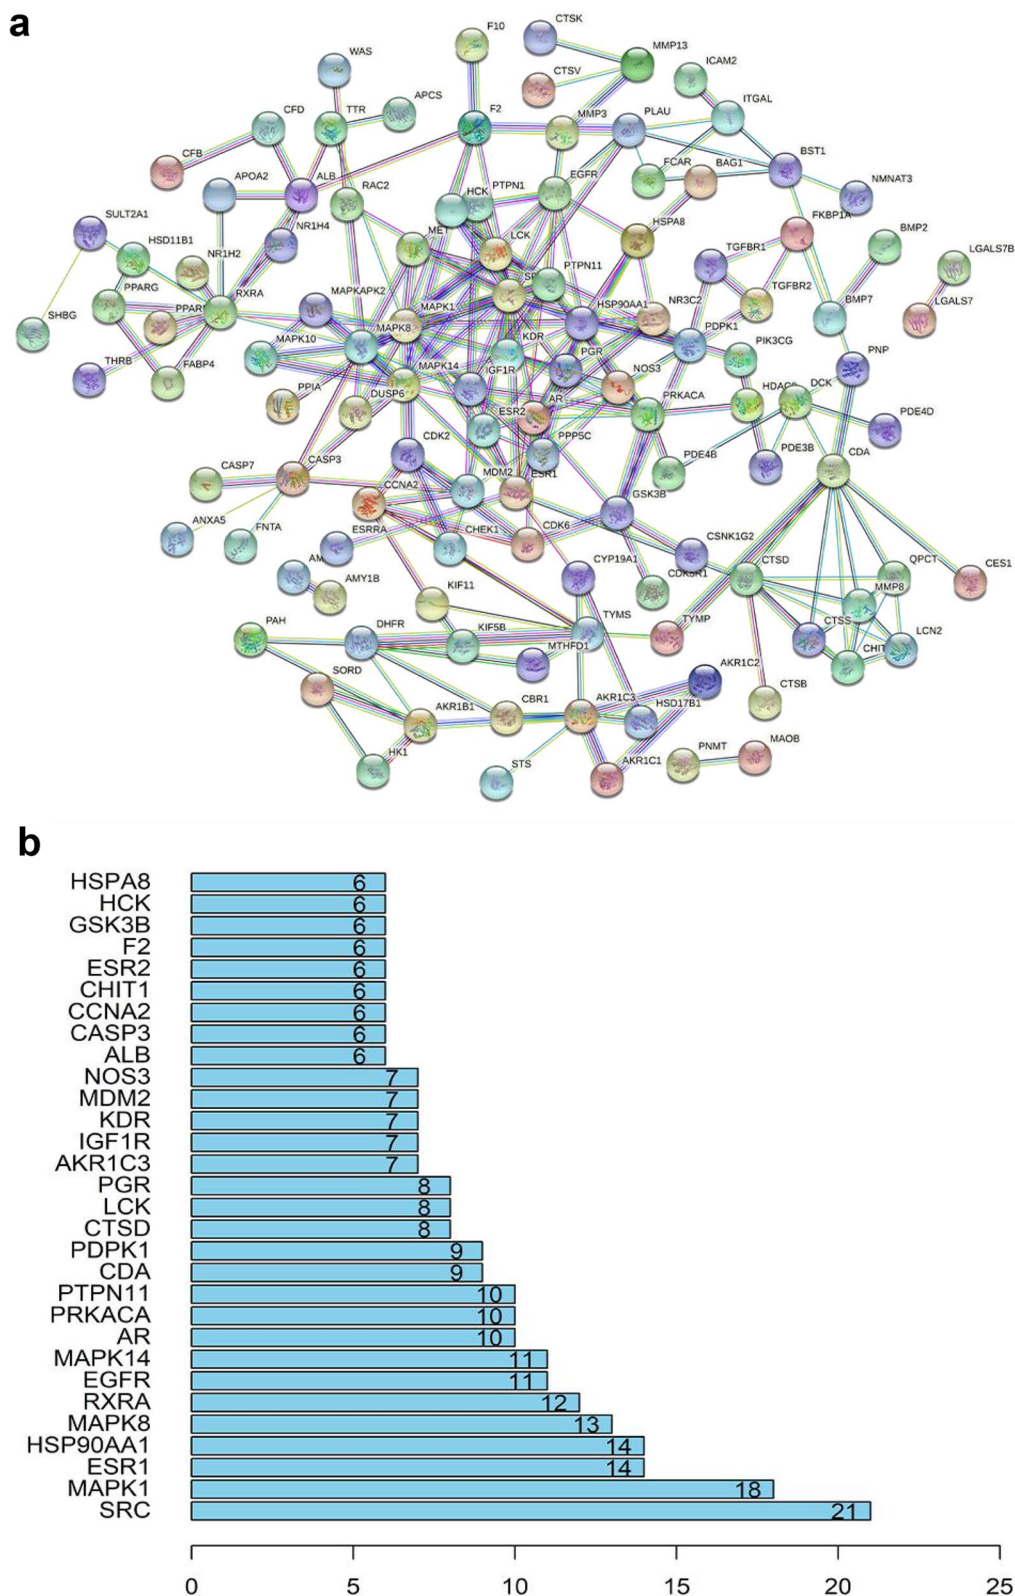 a
F10
CTSK
MMP13
WAS
ICAM2
CTSV
APCS
ITGAL
CFD
TTR
F2
MMP3
PLAU
CFB
BST1
APOA2
ALB
RAC2
HCK
PTPN1
EGFR
FCAR
BAG1
NMNAT3
SULT2A1
NR1H4
HSPA8
FKBP1A
BMP2
HSD11B1
NR1H2
MET
LCK
TGFBR1
LGALS7B
PPARG
RXRA
MAPKAPK2
PTPN11
TGFBR2
SHBG
PPAR
MAPK1
HSP90AA1
NR3C2
BMP7
LGALS7
MAPK10
MAPK8
KDR
PDPK1
THRB
FABP4
MAPK14
IGF1R
PGR
NOS3
PIK3CG
PNP
PPIA
DUSP6
ESR2
AR
PRKACA
DCK
PDE4D
CDK2
PPP5C
PDE4B
PDE3B
CDA
CASP7
CASP3
CCNA2
MDM2
ESR1
GSK3B
ANXA5
FNTA
ESRRA
CHEK1
CDK6
CSNK1G2
CYP19A1
CTSD
QPCT
CES1
AMY1B
KIF11
CDK5R1
MMP8
PAH
DHFR
KIF5B
TYMS
TYMP
CTSS
LCN2
MTHFD1
CHIT
SORD
AKR1C2
CTSB
AKR1B1
CBR1
AKR1C3
HSD17B1
HK1
STS
AKR1C1
PNMT
MAOB
b
HSPA8 6
HCK 6
GSK3B 6
F2 6
ESR2 6
CHIT1 6
CCNA2 6
CASP3 6
ALB 6
NOS3 7
MDM2 7
KDR 7
IGF1R 7
AKR1C3 7
PGR 8
LCK 8
CTSD 8
PDPK1 9
CDA 9
PTPN11 10
PRKACA 10
AR 10
MAPK14 11
EGFR 11
RXRA 12
MAPK8 13
HSP90AA1 14
ESR1 14
MAPK1 18
SRC 21
0 5 10 15 20 25